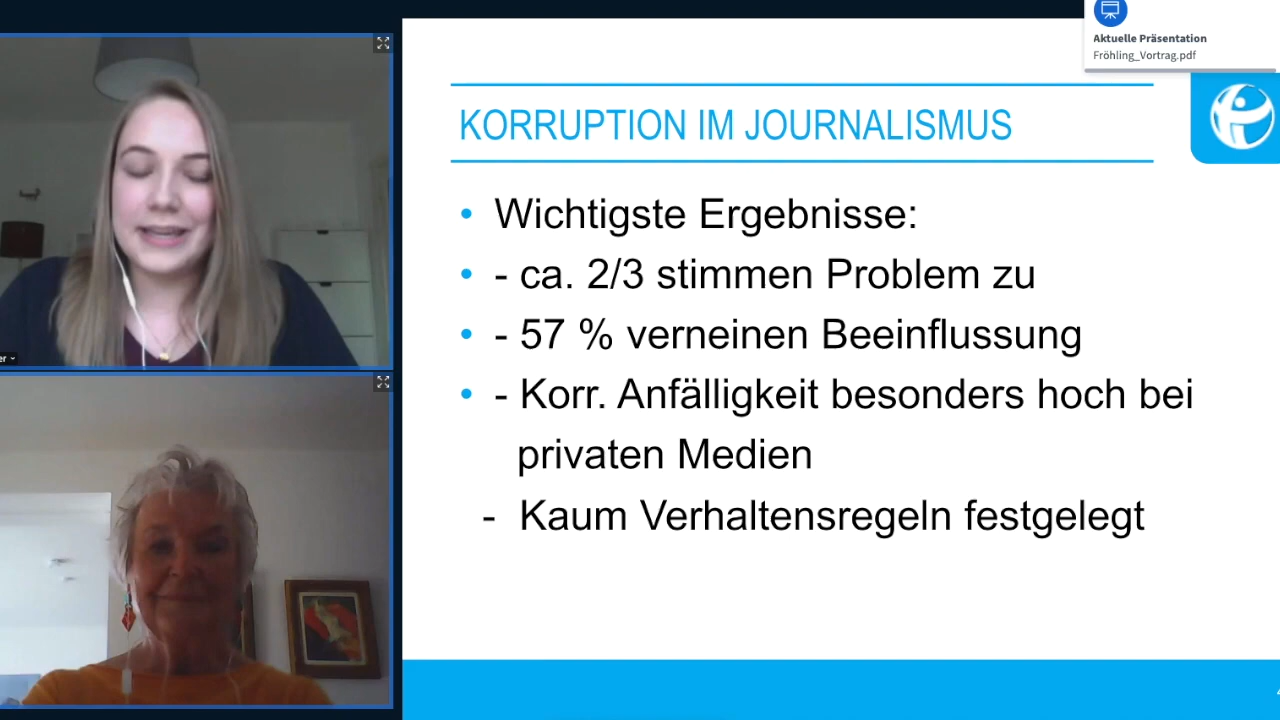 Aktuelle Präsentation
Fröhling_Vortrag.pdf
KORRUPTION IM JOURNALISMUS
• Wichtigste Ergebnisse:
• - ca. 2/3 stimmen Problem zu
• - 57 % verneinen Beeinflussung
• - Korr. Anfälligkeit besonders hoch bei
privaten Medien
- Kaum Verhaltensregeln festgelegt
er